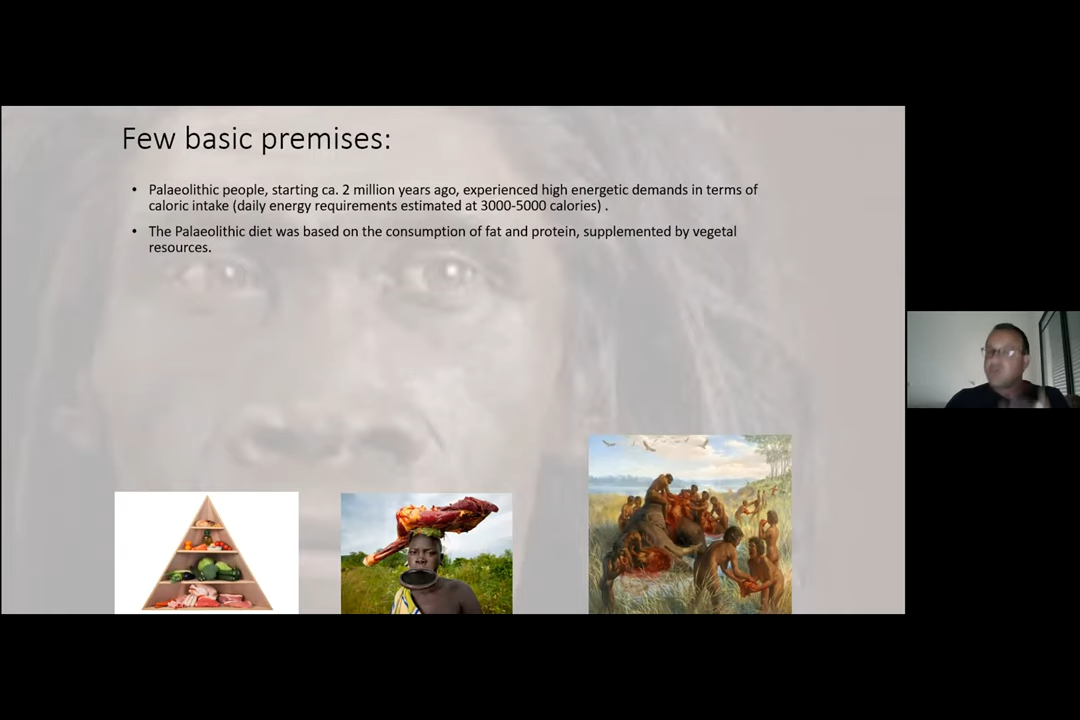 Few basic premises:
• Palaeolithic people, starting ca. 2 million years ago, experienced high energetic demands in terms of
caloric intake (daily energy requirements estimated at 3000-5000 calories) .
• The Palaeolithic diet was based on the consumption of fat and protein, supplemented by vegetal
resources.